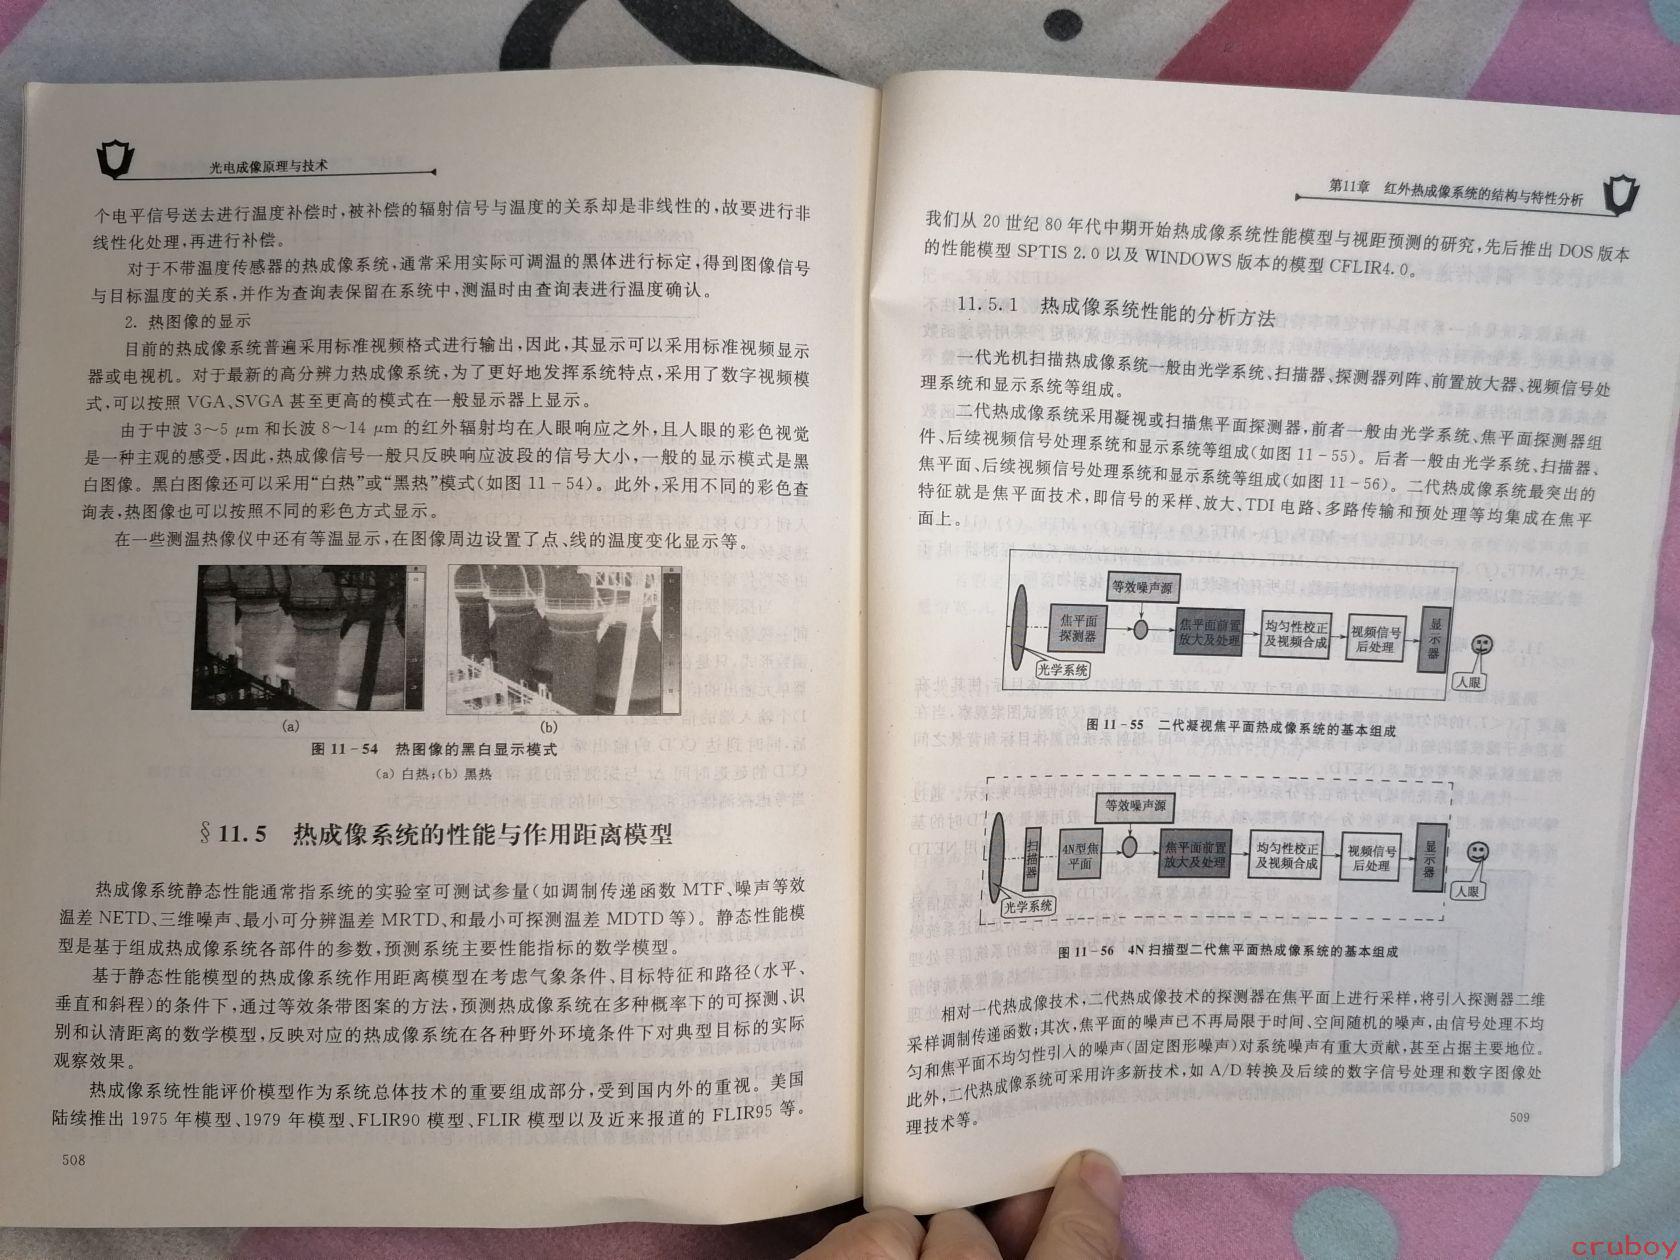 光电成像原理与技术
个电平信号送去进行温度补偿时,被补偿的辐射信号与温度的关系却是非线性的,故要进行非
线性化处理,再进行补偿。
对于不带温度传感器的热成像系统,通常采用实际可调温的黑体进行标定,得到图像信号
与目标温度的关系,并作为查询表保留在系统中,测温时由查询表进行温度确认。
2. 热图像的显示
目前的热成像系统普遍采用标准视频格式进行输出,因此,其显示可以采用标准视频显示
器或电视机。对于最新的高分辨力热成像系统,为了更好地发挥系统特点,采用了数字视频模
式,可以按照 VGA、SVGA 甚至更高的模式在一般显示器上显示。
由于中波 3～5 μm 和长波 8～14 μm 的红外辐射均在人眼响应之外,且人眼的彩色视觉
是一种主观的感受,因此,热成像信号一般只反映响应波段的信号大小,一般的显示模式是黑
白图像。黑白图像还可以采用“白热”或“黑热”模式(如图 11-54)。此外,采用不同的彩色查
询表,热图像也可以按照不同的彩色方式显示。
在一些测温热像仪中还有等温显示,在图像周边设置了点、线的温度变化显示等。
(a)
(b)
图 11-54 热图像的黑白显示模式
(a) 白热;(b) 黑热
§11.5 热成像系统的性能与作用距离模型
热成像系统静态性能通常指系统的实验室可测试参量(如调制传递函数 MTF、噪声等效
温差 NETD、三维噪声、最小可分辨温差 MRTD、和最小可探测温差 MDTD 等)。静态性能模
型是基于组成热成像系统各部件的参数,预测系统主要性能指标的数学模型。
基于静态性能模型的热成像系统作用距离模型在考虑气象条件、目标特征和路径(水平、
垂直和斜程)的条件下,通过等效条带图案的方法,预测热成像系统在多种概率下的可探测、识
别和认清距离的数学模型,反映对应的热成像系统在各种野外环境条件下对典型目标的实际
观察效果。
热成像系统性能评价模型作为系统总体技术的重要组成部分,受到国内外的重视。美国
陆续推出 1975 年模型、1979 年模型、FLIR90 模型、FLIR 模型以及近来报道的 FLIR95 等。
508
第11章 红外热成像系统的结构与特性分析
我们从 20 世纪 80 年代中期开始热成像系统性能模型与视距预测的研究,先后推出 DOS 版本
的性能模型 SPTIS 2.0 以及 WINDOWS 版本的模型 CFLIR4.0。
11.5.1 热成像系统性能的分析方法
一代光机扫描热成像系统一般由光学系统、扫描器、探测器列阵、前置放大器、视频信号处
理系统和显示系统等组成。
二代热成像系统采用凝视或扫描焦平面探测器,前者一般由光学系统、焦平面探测器组
件、后续视频信号处理系统和显示系统等组成(如图 11-55)。后者一般由光学系统、扫描器、
焦平面、后续视频信号处理系统和显示系统等组成(如图 11-56)。二代热成像系统最突出的
特征就是焦平面技术,即信号的采样、放大、TDI 电路、多路传输和预处理等均集成在焦平
面上。
等效噪声源
焦平面
探测器
焦平面前置
放大及处理
均匀性校正
及视频合成
视频信号
后处理
显示器
光学系统
人眼
图 11-55 二代凝视焦平面热成像系统的基本组成
等效噪声源
扫描器
4N型焦
平面
焦平面前置
放大及处理
均匀性校正
及视频合成
视频信号
后处理
显示器
光学系统
人眼
图 11-56 4N 扫描型二代焦平面热成像系统的基本组成
相对一代热成像技术,二代热成像技术的探测器在焦平面上进行采样,将引入探测器二维
采样调制传递函数;其次,焦平面的噪声已不再局限于时间、空间随机的噪声,由信号处理不均
匀和焦平面不均匀性引入的噪声(固定图形噪声)对系统噪声有重大贡献,甚至占据主要地位。
此外,二代热成像系统可采用许多新技术,如 A/D 转换及后续的数字信号处理和数字图像处
理技术等。
509
cruboy